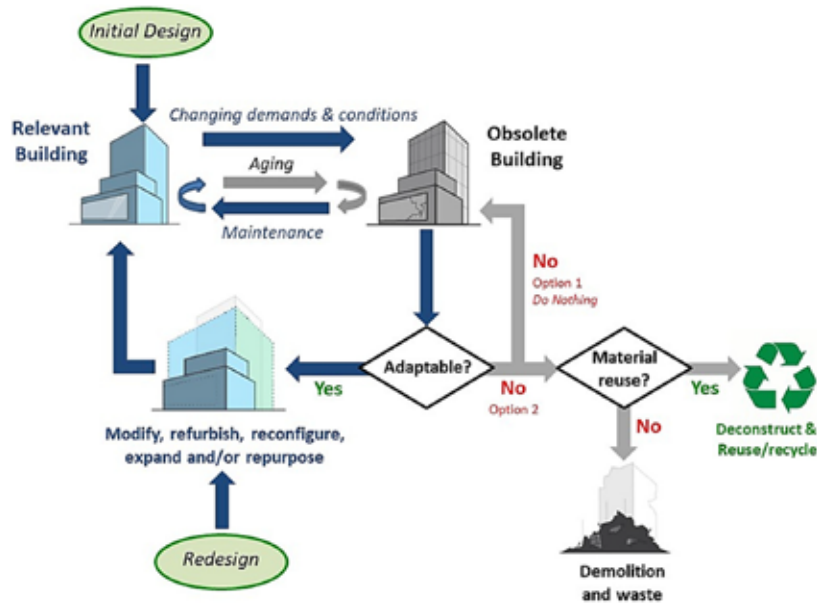 Initial Design
Relevant
Building
Changing demands & conditions
Aging
Maintenance
Obsolete
Building
No
Option 1
Do Nothing
Adaptable?
Yes
No
Option 2
Material
reuse?
Yes
No
Deconstruct &
Reuse/recycle
Modify, refurbish, reconfigure,
expand and/or repurpose
Redesign
Demolition
and waste